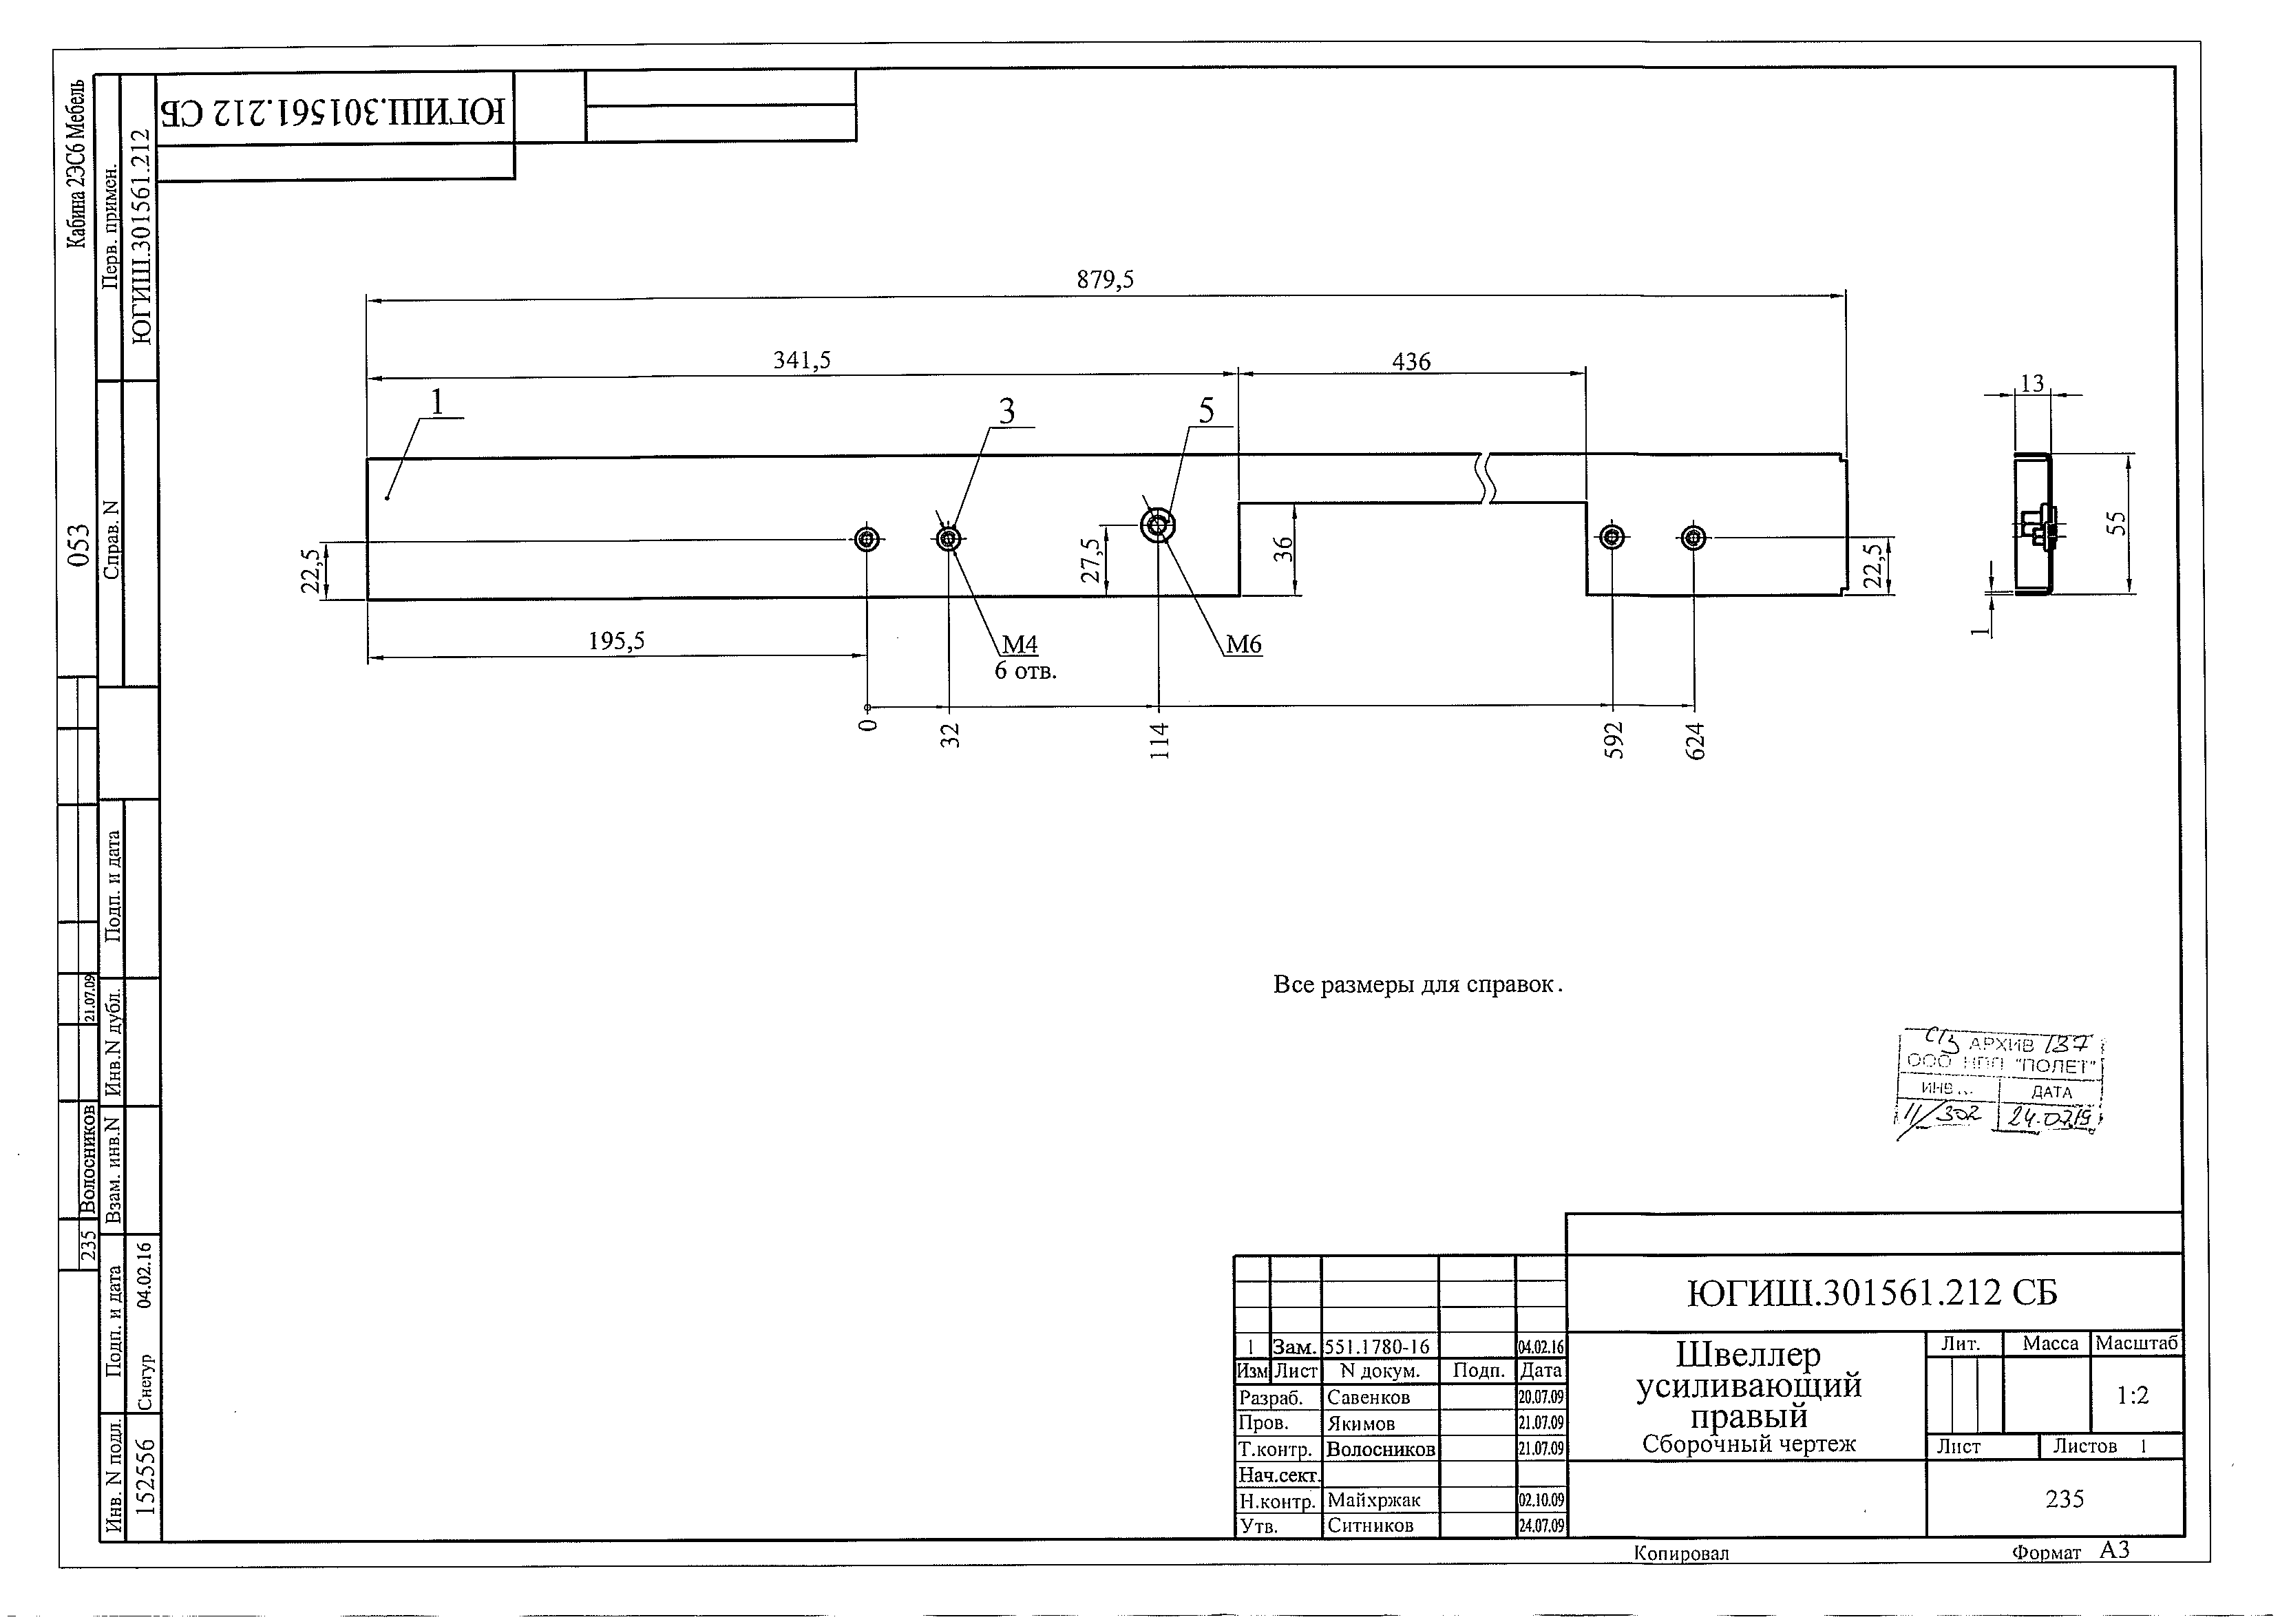 Кабина 2ЭС6 Мебель
053
Перв. примен.
ЮГИШ.301561.212
Справ. N
ЮГИШ.301561.212 СБ
879,5
341,5
436
13
1
3
5
22,5
27,5
36
22,5
55
1
195,5
М4
6 отв.
М6
0
32
114
592
624
Все размеры для справок.
СГЗ АРХИВ 137
ООО НПП "ПОЛЕТ"
ДАТА
11/302
24.07.19
Подп. и дата
Инв.N дубл.
Взам. инв.N
Подп. и дата
Инв. N подл.
21.07.09
Волосников
235
Снегур 04.02.16
152556
ЮГИШ.301561.212 СБ
1 Зам. 551.1780-16 04.02.16
Изм Лист N докум. Подп. Дата
Разраб. Савенков 20.07.09
Пров. Якимов 21.07.09
Т.контр. Волосников 21.07.09
Нач.сект.
Н.контр. Майхржак 02.10.09
Утв. Ситников 24.07.09
Швеллер
усиливающий
правый
Сборочный чертеж
Лит. Масса Масштаб
1:2
Лист Листов 1
235
Копировал
Формат А3